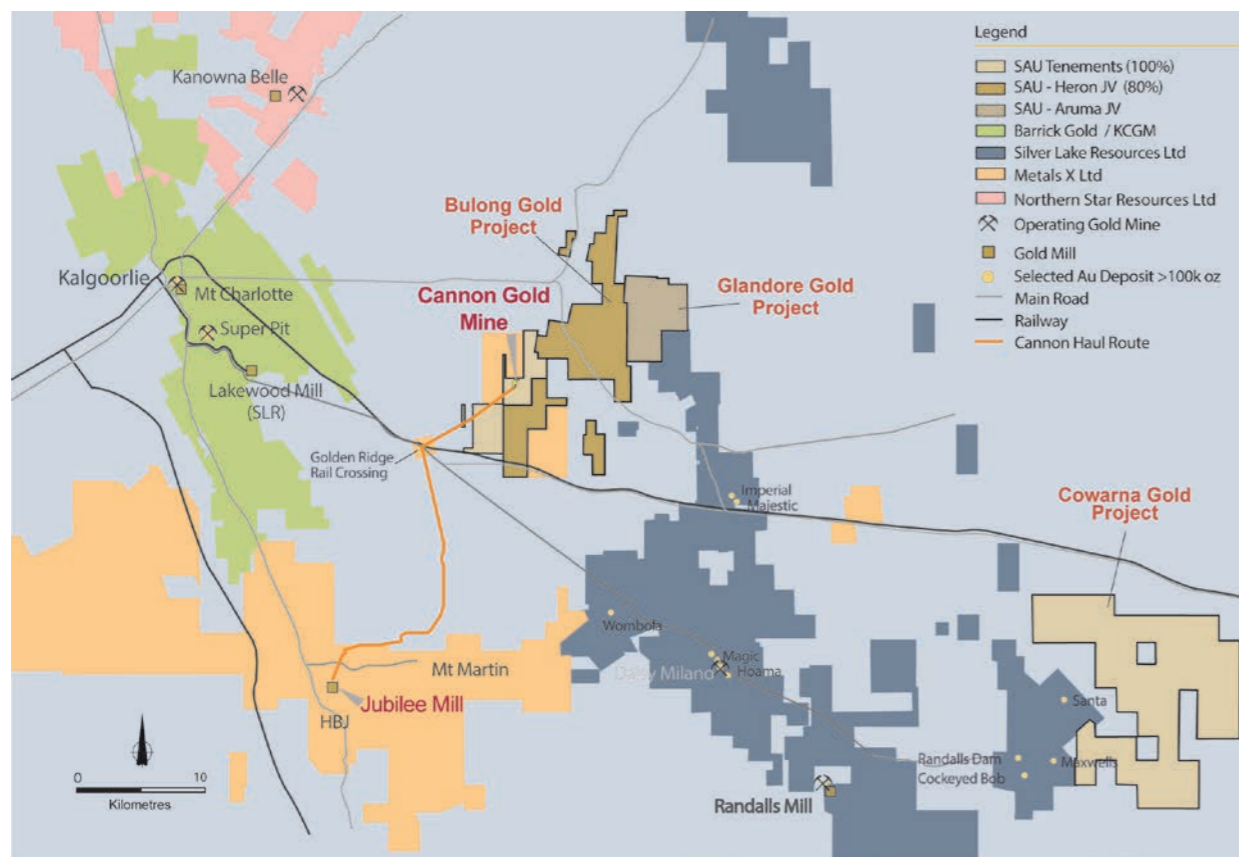 Kanowna Belle
Bulong Gold
Project
Kalgoorlie
Mt Charlotte
Cannon Gold
Mine
Glandore Gold
Project
Super Pit
Lakewood Mill
(SLR)
Golden Ridge
Rail Crossing
Imperial
Majestic
Cowarna Gold
Project
Wombola
Magic
Daisy Milano
Hoama
Mt Martin
Jubilee Mill
HBJ
Santa
Randalls Dam
Maxwells
Cockeyed Bob
Randalls Mill
0
10
Kilometres
Legend
SAU Tenements (100%)
SAU - Heron JV (80%)
SAU - Aruma JV
Barrick Gold / KCGM
Silver Lake Resources Ltd
Metals X Ltd
Northern Star Resources Ltd
Operating Gold Mine
Gold Mill
Selected Au Deposit >100k oz
Main Road
Railway
Cannon Haul Route